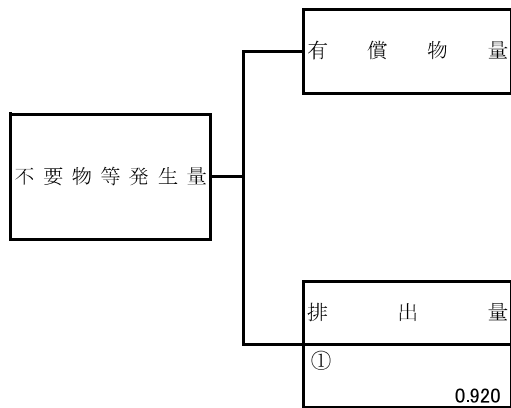 有償物量
不要物等発生量
排出量
①
0.920